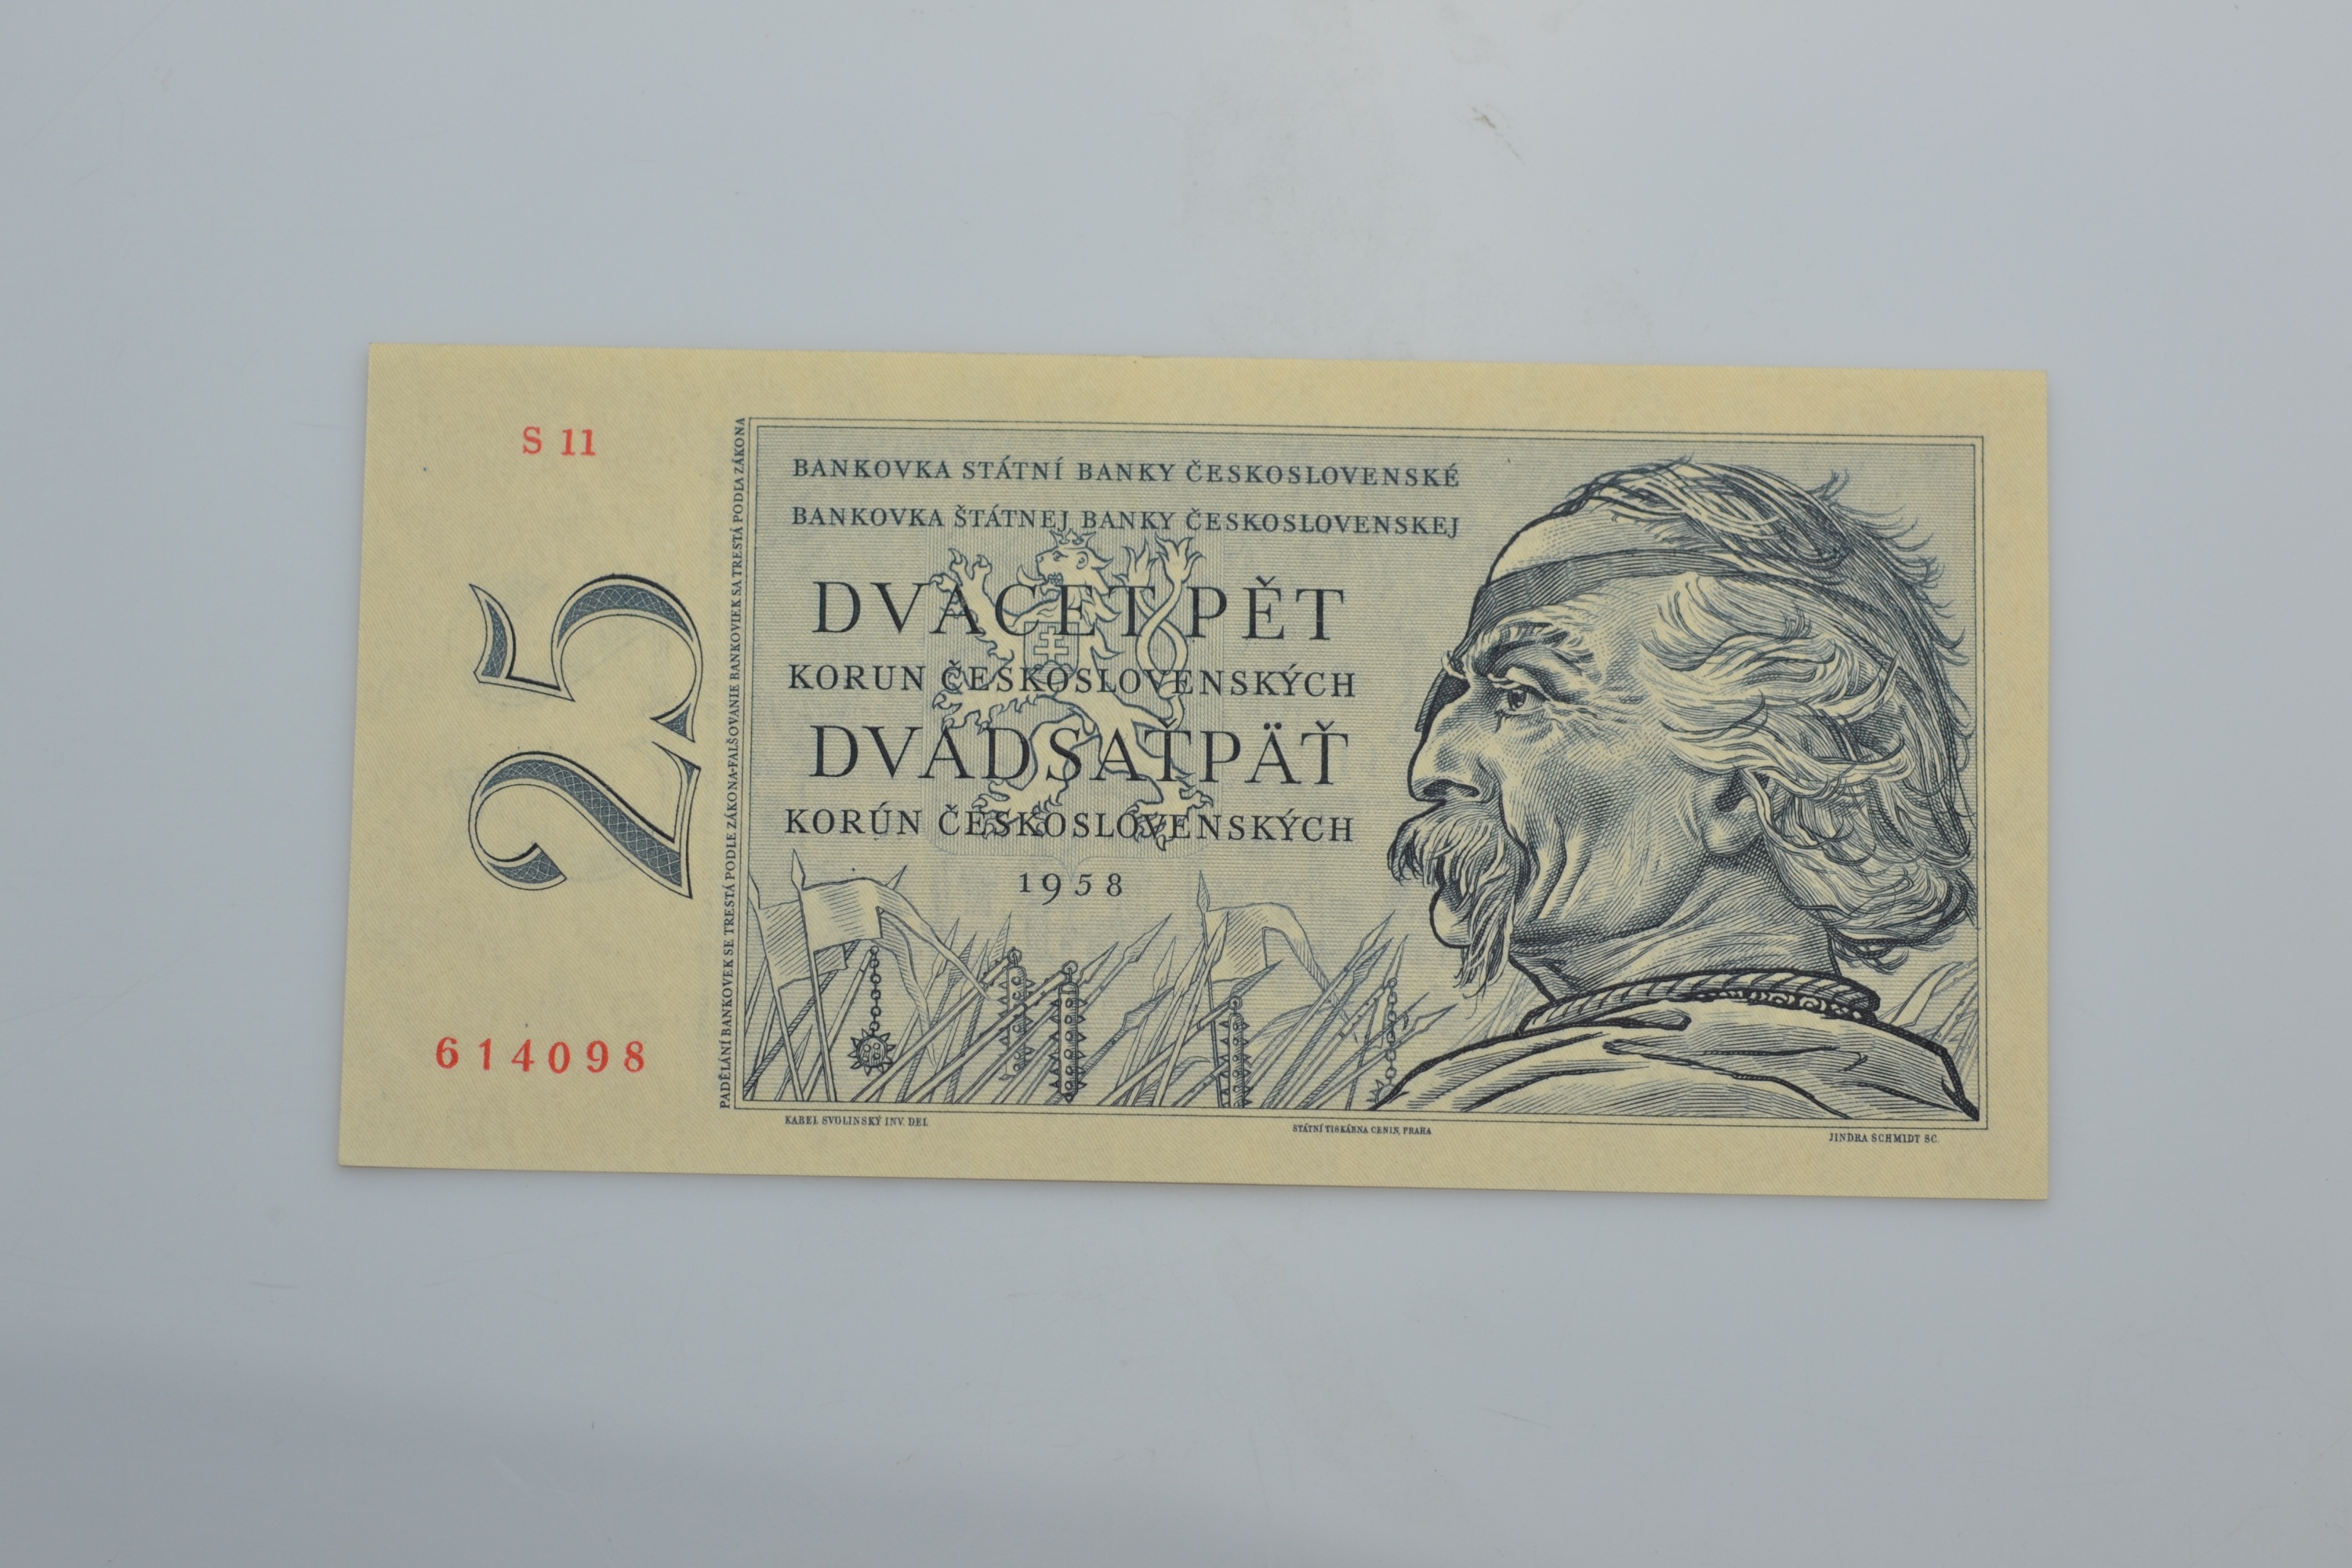 S 11
25
614098
PADĚLÁNÍ BANKOVEK SE TRESTÁ PODLE ZÁKONA-FALŠOVANIE BANKOVIEK SA TRESTÁ PODĽA ZÁKONA
BANKOVKA STÁTNÍ BANKY ČESKOSLOVENSKÉ
BANKOVKA ŠTÁTNEJ BANKY ČESKOSLOVENSKEJ
DVACET PĚT
KORUN ČESKOSLOVENSKÝCH
DVADSAŤPÄŤ
KORÚN ČESKOSLOVENSKÝCH
1958
KAREL SVOLINSKÝ INV. DEL.
STÁTNÍ TISKÁRNA CENIN, PRAHA
JINDRA SCHMIDT SC.